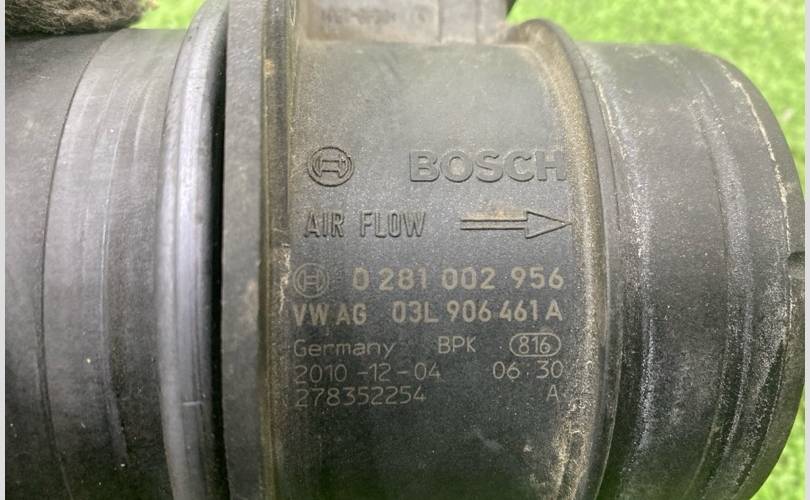 BOSCH
AIR FLOW
0 281 002 956
VW AG 03L 906 461 A
Germany BPK 816
2010-12-04 06:30
278352254 A